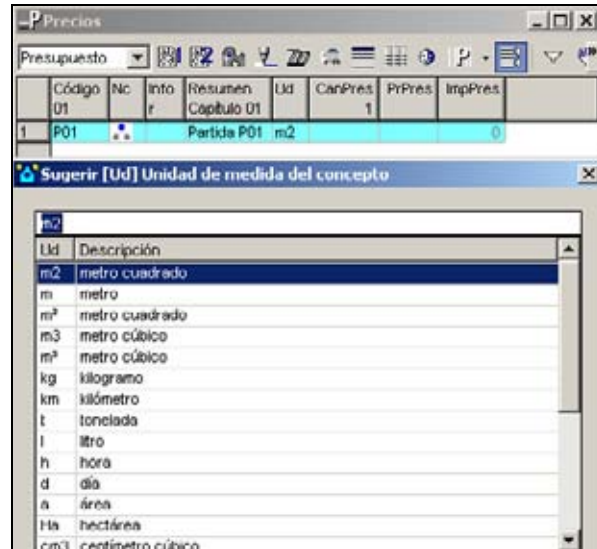 Precios
Presupuesto
Código 01 Nc Info r Resumen Capítulo 01 Ud CanPres 1 PrPres ImpPres
1 P01 Partida P01 m2 0
Sugerir [Ud] Unidad de medida del concepto
m2
Ud Descripción
m2 metro cuadrado
m metro
m² metro cuadrado
m3 metro cúbico
m³ metro cúbico
kg kilogramo
km kilómetro
t tonelada
l litro
h hora
d día
a área
Ha hectárea
cm3 centímetro cúbico